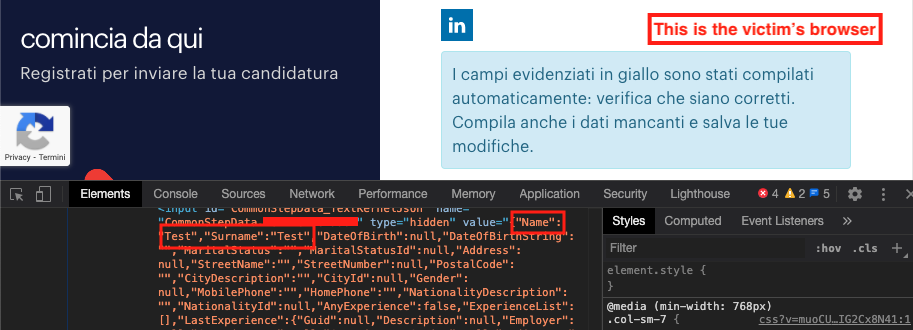 comincia da qui
Registrati per inviare la tua candidatura
Privacy - Termini
in
This is the victim's browser
I campi evidenziati in giallo sono stati compilati
automaticamente: verifica che siano corretti.
Compila anche i dati mancanti e salva le tue
modifiche.
Elements Console Sources Network Performance Memory Application Security Lighthouse 4 2 5
<input id="CommonStepData_TextKernelJson" name=
"CommonStepData. type="hidden" value="{"Name":
"Test","Surname":"Test","DateOfBirth":null,"DateOfBirthString":
"","MaritalStatus":"","MaritalStatusId":null,"Address":
null,"StreetName":"","StreetNumber":null,"PostalCode":
"","CityDescription":"","CityId":null,"Gender":
null,"MobilePhone":"","HomePhone":"","NationalityDescription":
"","NationalityId":null,"AnyExperience":false,"ExperienceList":
[],"LastExperience":{"Guid":null,"Description":null,"Employer":
Styles Computed Event Listeners »
Filter :hov .cls +
element.style {
}
@media (min-width: 768px)
.col-sm-7 { css?v=muoCU…IG2Cx8N41:1